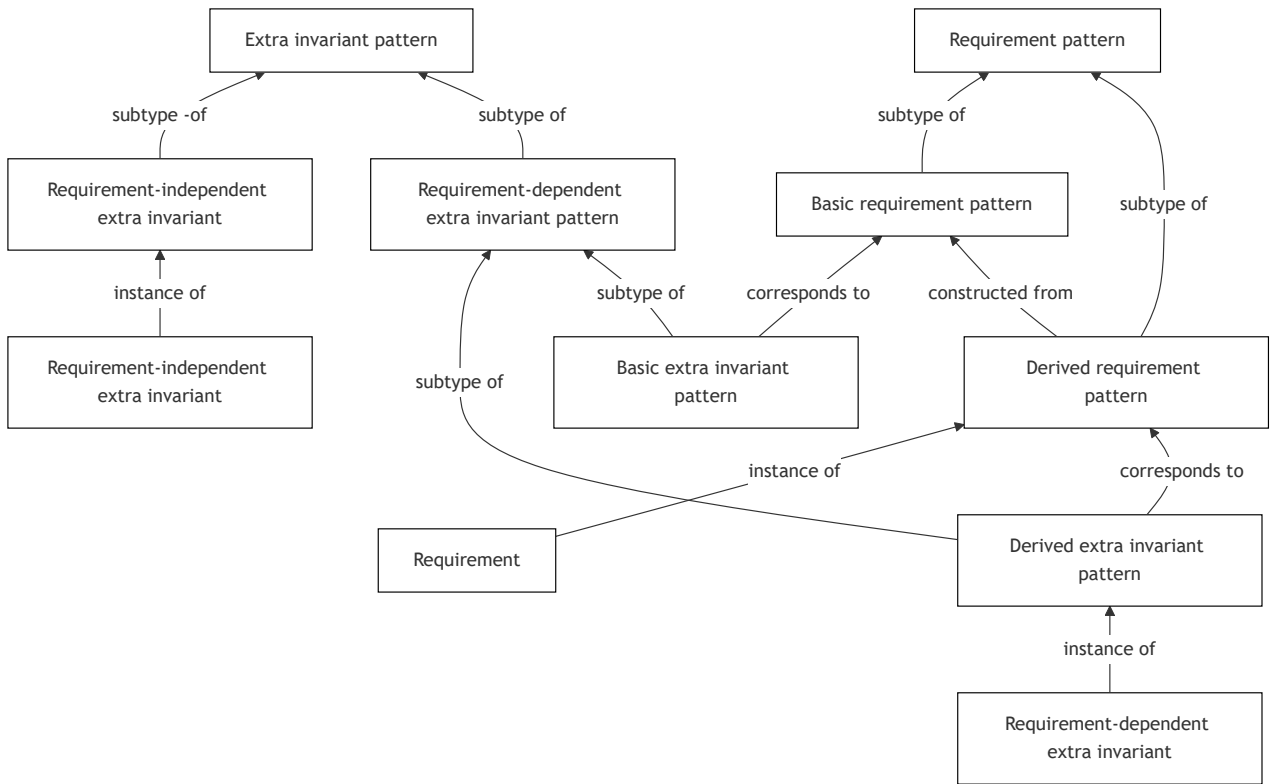 Extra invariant pattern
Requirement pattern
subtype -of
subtype of
subtype of
Requirement-independent
extra invariant
Requirement-dependent
extra invariant pattern
Basic requirement pattern
subtype of
instance of
subtype of
corresponds to
constructed from
Requirement-independent
extra invariant
subtype of
Basic extra invariant
pattern
Derived requirement
pattern
instance of
corresponds to
Requirement
Derived extra invariant
pattern
instance of
Requirement-dependent
extra invariant